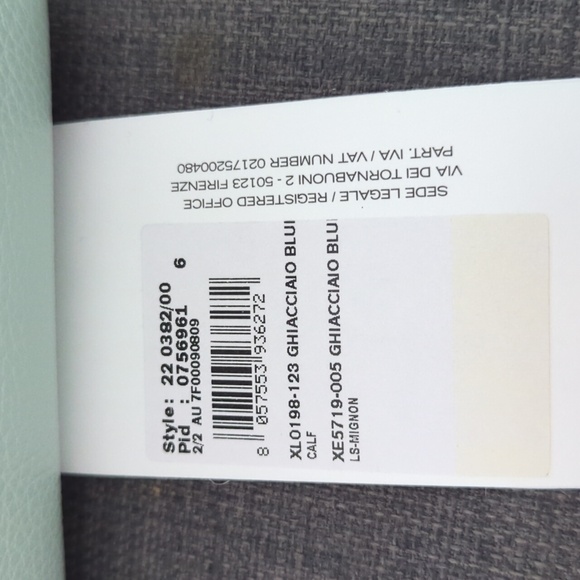 SEDE LEGALE / REGISTERED OFFICE
VIA DEI TORNABUONI 2 - 50123 FIRENZE
PART. IVA / VAT NUMBER 02175200480
Style: 22 0382/00
Pid : 0756961 6
2/2 AU 7F00090809
8 057553 936272
XL0198-123 GHIACCIAIO BLUI
CALF
XE5719-005 GHIACCIAIO BLU
LS-MIGNON